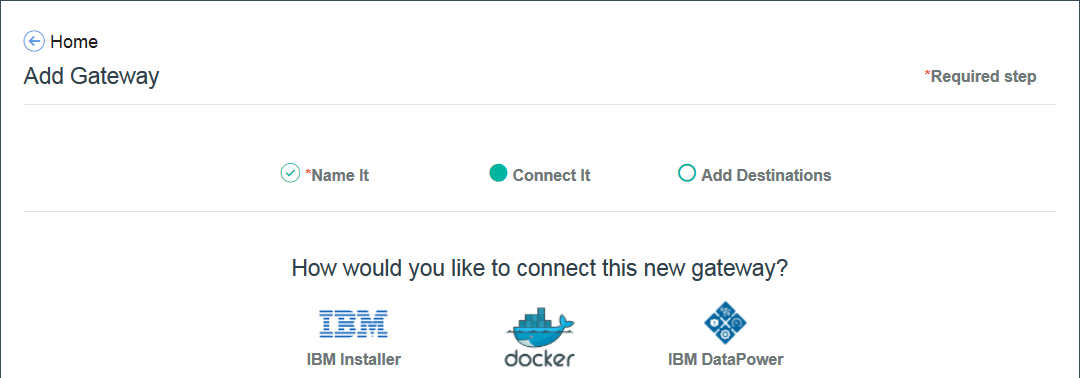 Home
Add Gateway
*Required step
*Name It
Connect It
Add Destinations
How would you like to connect this new gateway?
IBM
docker
IBM Installer
IBM DataPower